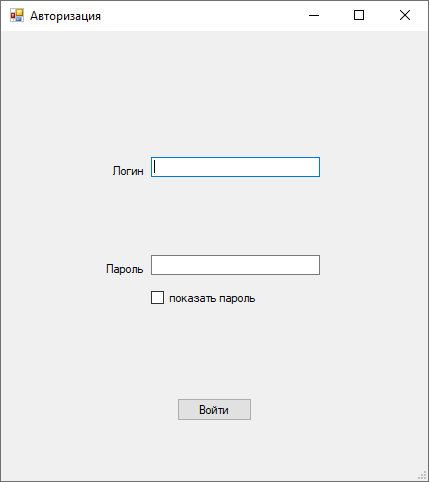 Авторизация
Логин
Пароль
показать пароль
Войти